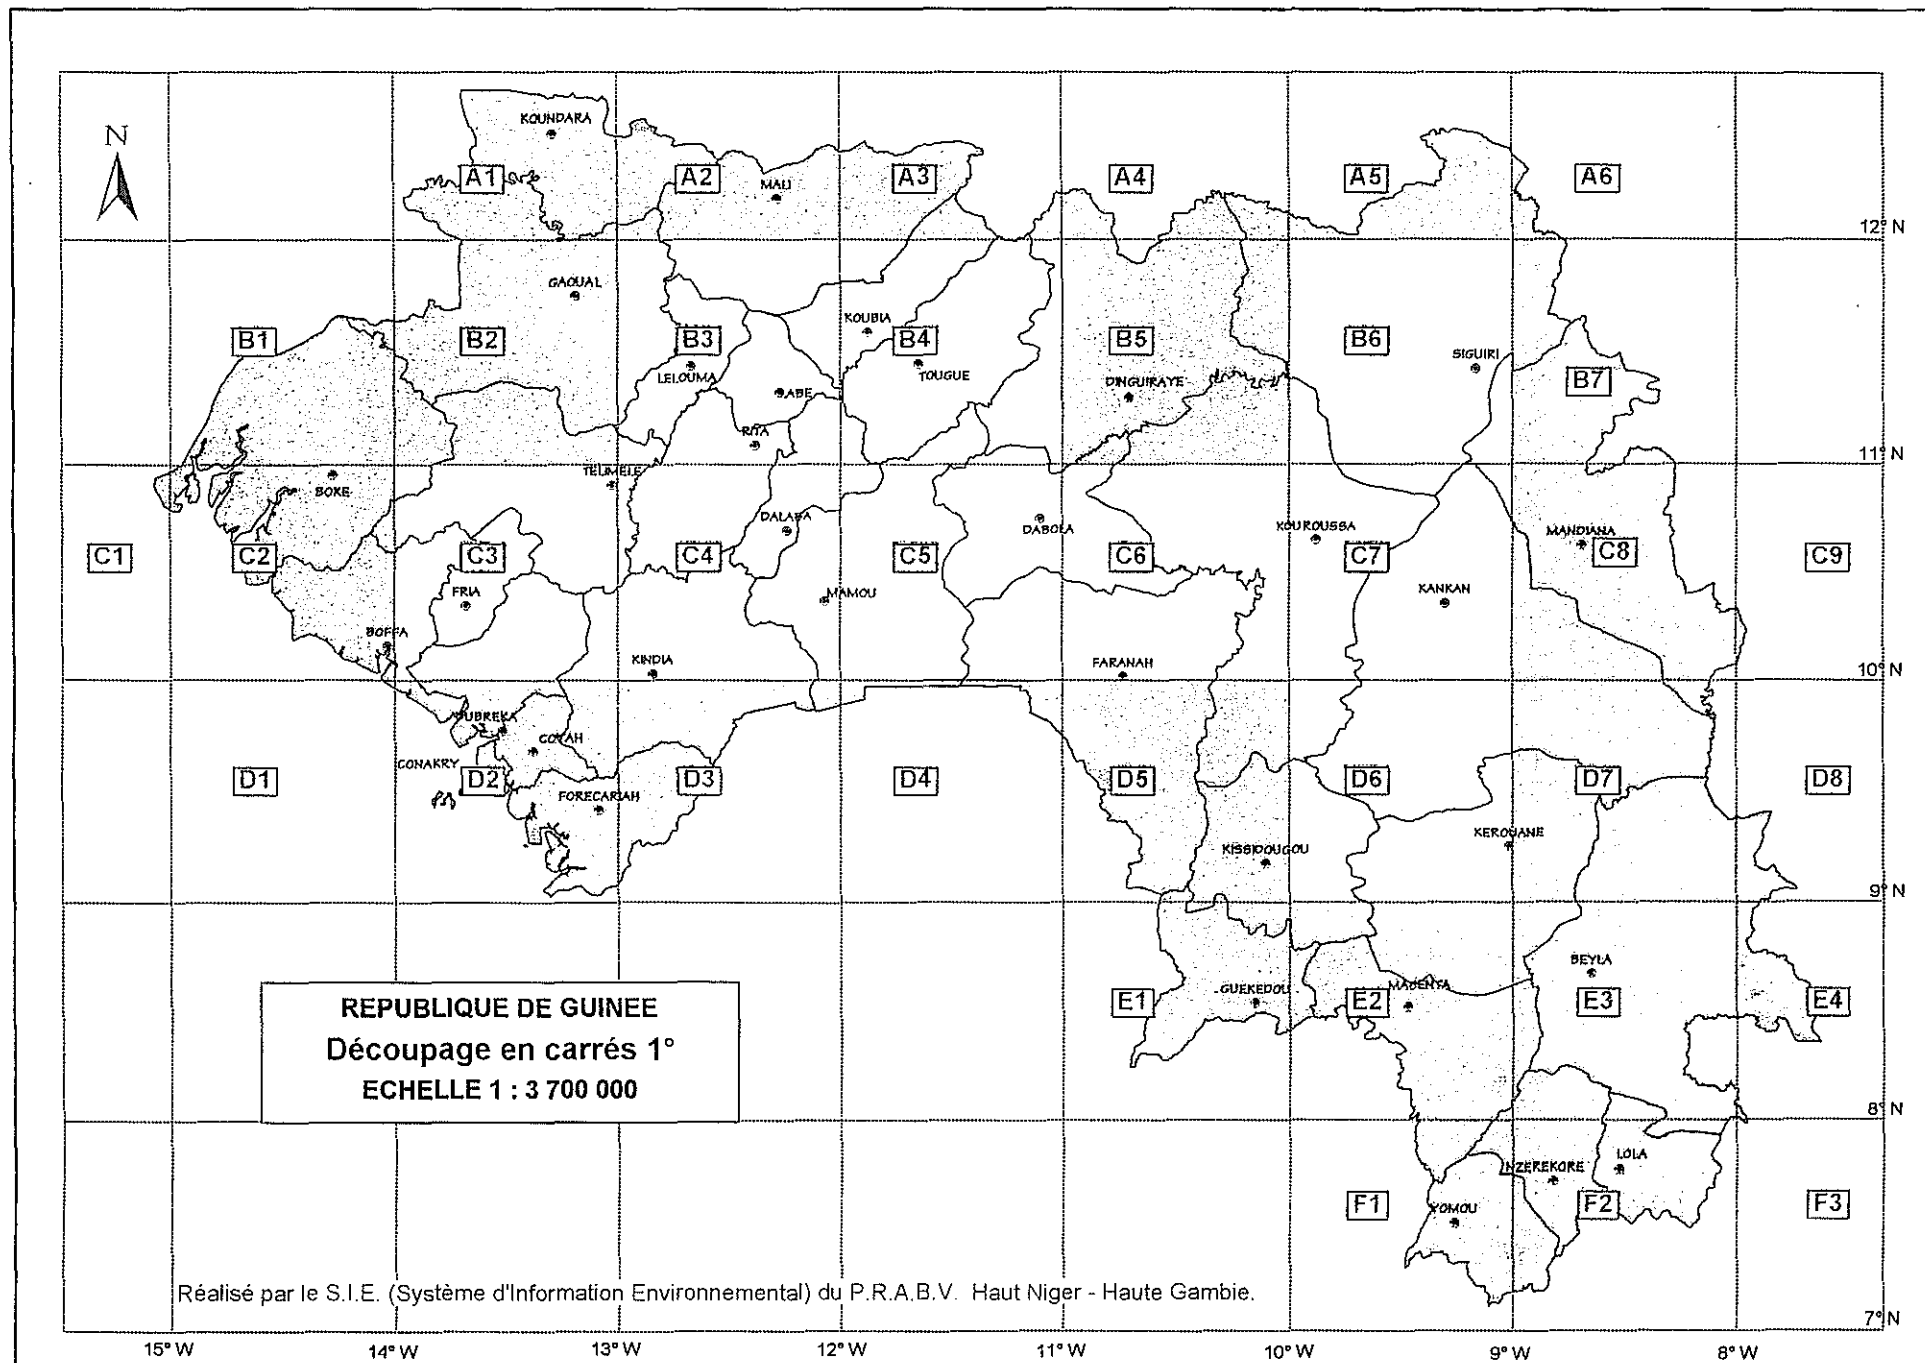 N
KOUNDARA
A1
A2
MALI
A3
A4
A5
A6
12° N
GAOUAL
B1
B2
B3
KOUBIA
B4
B5
B6
SIGUIRI
B7
LELOUMA
TOUGUE
DINGUIRAYE
11° N
TELIMELE
BOKE
DALABA
DABOLA
KOUROUSSA
MANDIANA
C1
C2
C3
C4
C5
C6
C7
C8
C9
FRIA
MAMOU
KANKAN
BOFFA
KINDIA
FARANAH
10° N
COYAH
CONAKRY
D1
D2
D3
D4
D5
D6
D7
D8
FORECARIAH
KEROUANE
KISSIDOUGOU
9° N
BEYLA
GUEKEDOU
MACENTA
E1
E2
E3
E4
REPUBLIQUE DE GUINEE
Découpage en carrés 1°
ECHELLE 1 : 3 700 000
8° N
NZEREKORE
LOLA
F1
YOMOU
F2
F3
Réalisé par le S.I.E. (Système d'Information Environnemental) du P.R.A.B.V. Haut Niger - Haute Gambie.
7° N
15° W
14° W
13° W
12° W
11° W
10° W
9° W
8° W